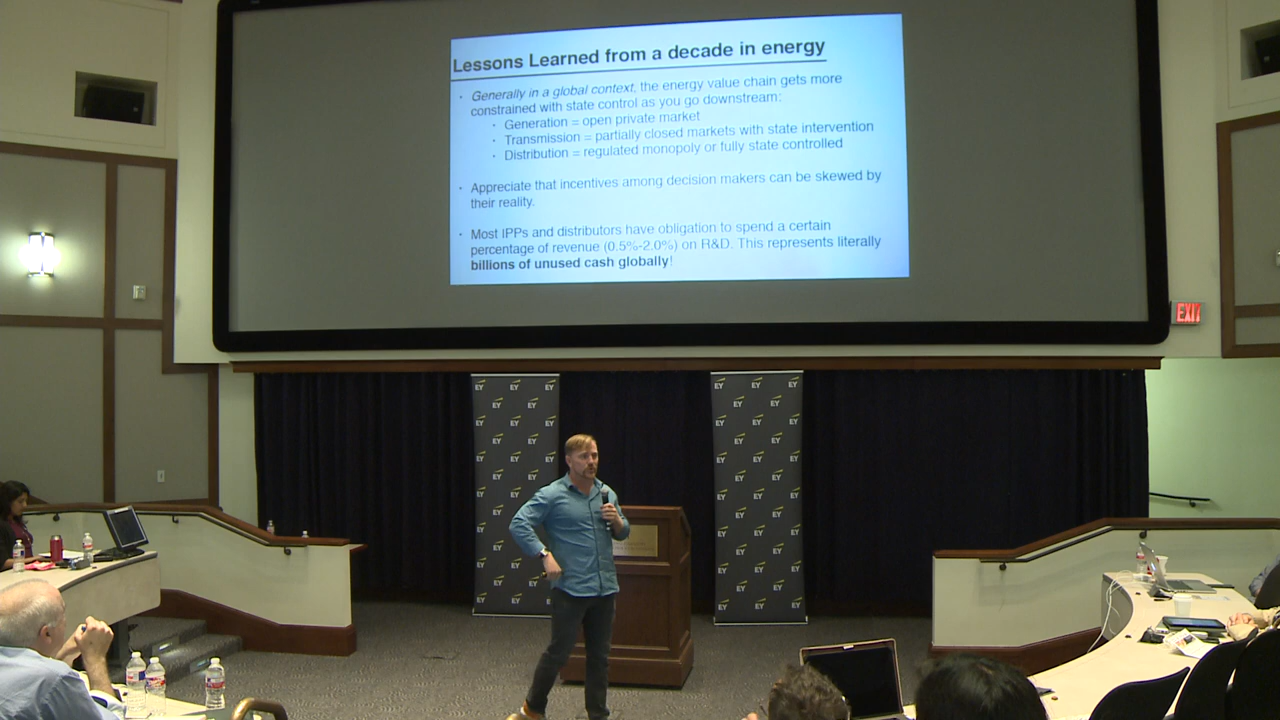 Lessons Learned from a decade in energy
· Generally in a global context, the energy value chain gets more
constrained with state control as you go downstream:
· Generation = open private market
· Transmission = partially closed markets with state intervention
· Distribution = regulated monopoly or fully state controlled
· Appreciate that incentives among decision makers can be skewed by
their reality.
· Most IPPs and distributors have obligation to spend a certain
percentage of revenue (0.5%-2.0%) on R&D. This represents literally
billions of unused cash globally!
EXIT
EY